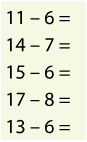 11 – 6 =
14 – 7 =
15 – 6 =
17 – 8 =
13 – 6 =